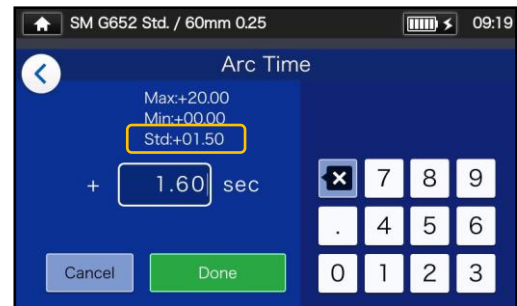 SM G652 Std. / 60mm 0.25 09:19
Arc Time
Max:+20.00
Min:+00.00
Std:+01.50
+ 1.60 sec
7 8 9
. 4 5 6
Cancel Done 0 1 2 3